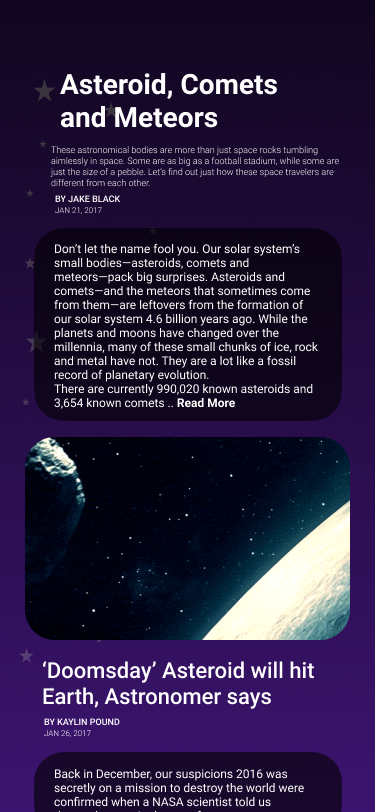 Asteroid, Comets
and Meteors
These astronomical bodies are more than just space rocks tumbling
aimlessly in space. Some are as big as a football stadium, while some are
just the size of a pebble. Let's find out just how these space travelers are
different from each other.
BY JAKE BLACK
JAN 21, 2017
Don't let the name fool you. Our solar system's
small bodies—asteroids, comets and
meteors—pack big surprises. Asteroids and
comets—and the meteors that sometimes come
from them—are leftovers from the formation of
our solar system 4.6 billion years ago. While the
planets and moons have changed over the
millennia, many of these small chunks of ice, rock
and metal have not. They are a lot like a fossil
record of planetary evolution.
There are currently 990,020 known asteroids and
3,654 known comets .. Read More
‘Doomsday’ Asteroid will hit
Earth, Astronomer says
BY KAYLIN POUND
JAN 26, 2017
Back in December, our suspicions 2016 was
secretly on a mission to destroy the world were
confirmed when a NASA scientist told us